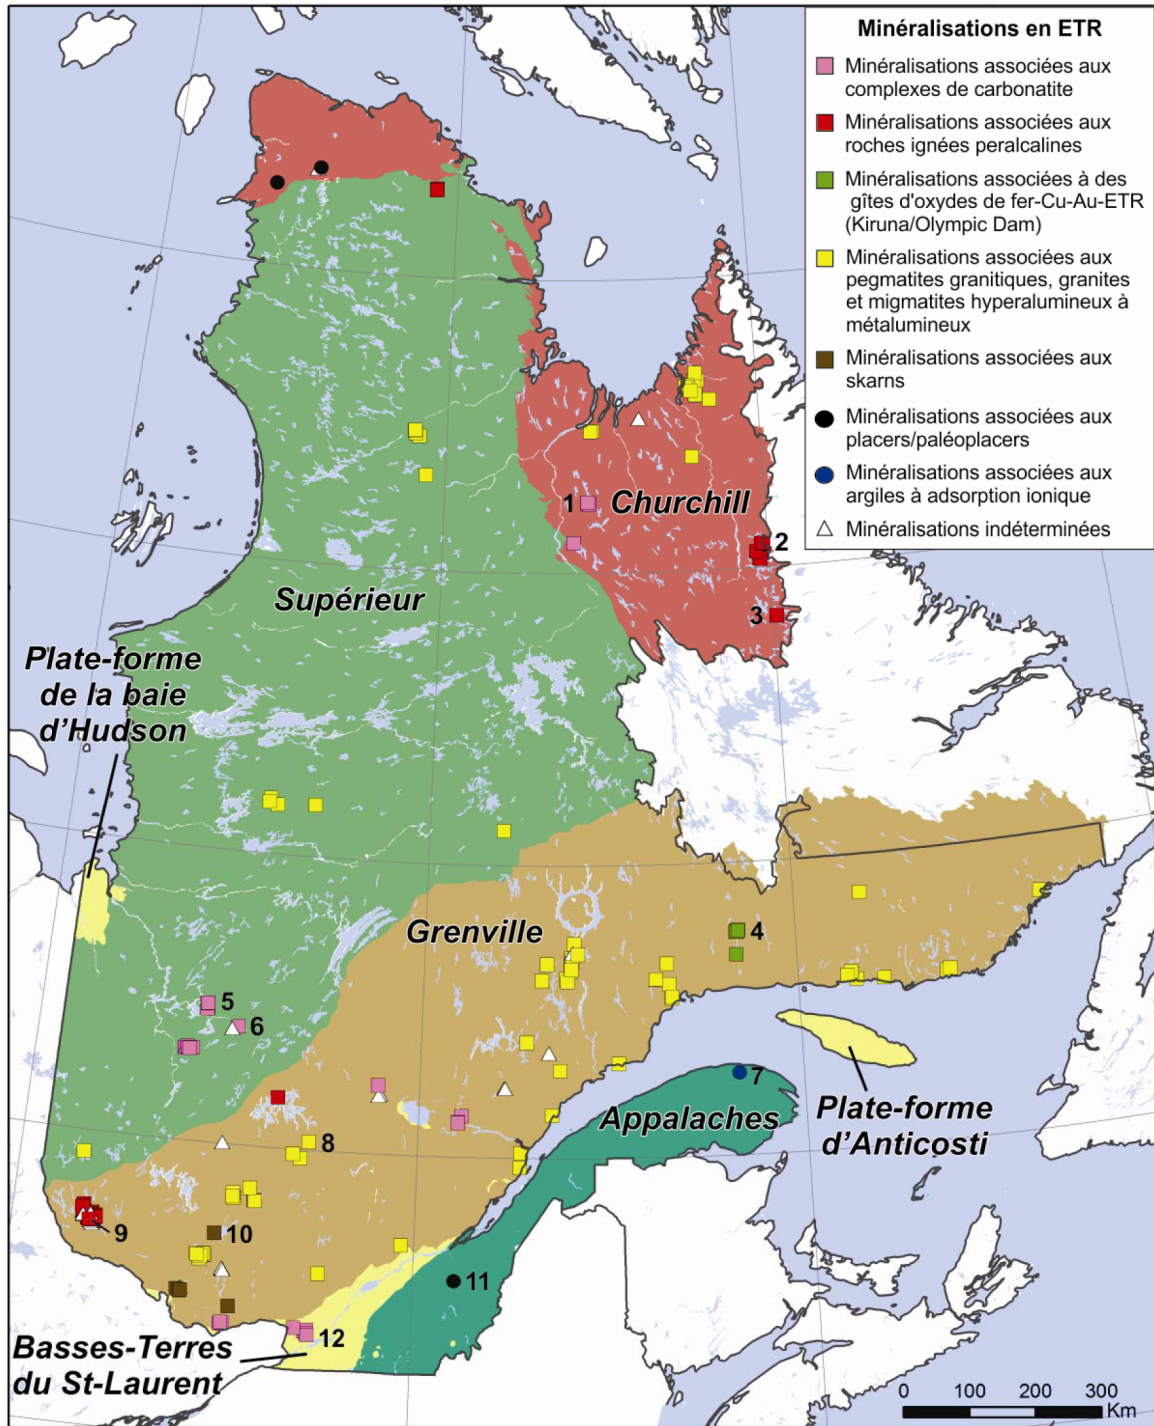 Minéralisations en ETR
Minéralisations associées aux
complexes de carbonatite
Minéralisations associées aux
roches ignées peralcalines
Minéralisations associées à des
gîtes d'oxydes de fer-Cu-Au-ETR
(Kiruna/Olympic Dam)
Minéralisations associées aux
pegmatites granitiques, granites
et migmatites hyperalumineux à
métalumineux
Minéralisations associées aux
skarns
Minéralisations associées aux
placers/paléoplacers
Minéralisations associées aux
argiles à adsorption ionique
Minéralisations indéterminées
1
Churchill
2
Supérieur
3
Plate-forme
de la baie
d'Hudson
Grenville
4
5
6
7
Appalaches
Plate-forme
d'Anticosti
8
9
10
11
12
Basses-Terres
du St-Laurent
0 100 200 300
Km